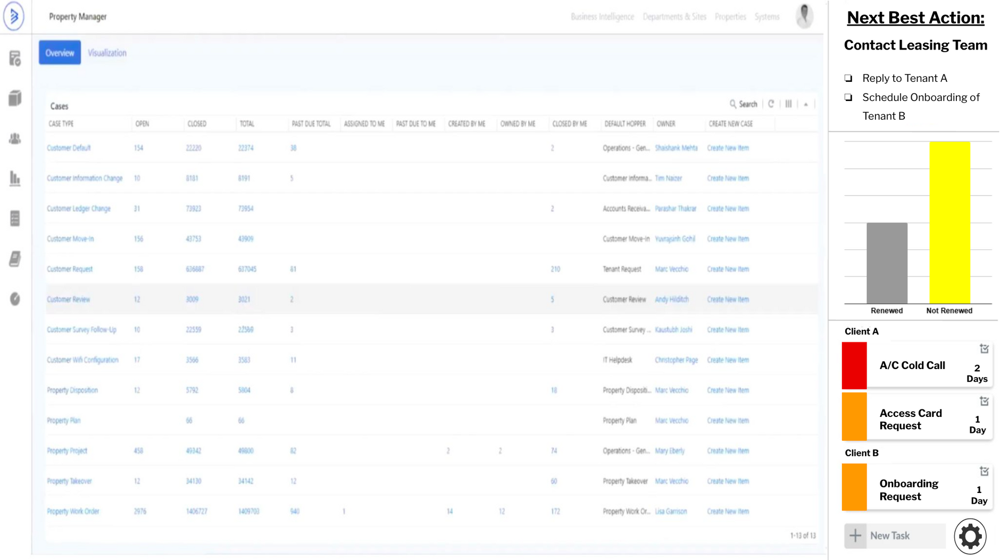 Property Manager
Business Intelligence Departments & Sites Properties Systems
Overview Visualization
Cases
Search
CASE TYPE OPEN CLOSED TOTAL PAST DUE TOTAL ASSIGNED TO ME PAST DUE TO ME CREATED BY ME OWNED BY ME CLOSED BY ME DEFAULT HOPPER OWNER CREATE NEW CASE
Customer Default 154 22220 22374 38 2 Operations - Gen... Shaishank Mehta Create New Item
Customer Information Change 10 8181 8191 5 Customer Informa... Tim Naizer Create New Item
Customer Ledger Change 31 73923 73954 2 Accounts Receiva... Parashar Thakrar Create New Item
Customer Move-In 156 43753 43909 Customer Move-In Yuvrajsinh Gohil Create New Item
Customer Request 158 636887 637045 81 210 Tenant Request Marc Vecchio Create New Item
Customer Review 12 3009 3021 2 5 Customer Review Andy Hilditch Create New Item
Customer Survey Follow-Up 10 22559 22569 3 3 Customer Survey ... Kaustubh Joshi Create New Item
Customer Wifi Configuration 17 3566 3583 11 IT Helpdesk Christopher Page Create New Item
Property Disposition 12 5792 5804 8 18 Property Dispositi... Marc Vecchio Create New Item
Property Plan 66 66 Property Plan Marc Vecchio Create New Item
Property Project 458 49342 49800 82 2 2 74 Operations - Gen... Mary Eberly Create New Item
Property Takeover 12 34130 34142 12 60 Property Takeover Marc Vecchio Create New Item
Property Work Order 2976 1406727 1409703 940 1 14 12 172 Property Work Or... Lisa Garrison Create New Item
1-13 of 13
Next Best Action:
Contact Leasing Team
Reply to Tenant A
Schedule Onboarding of
Tenant B
Renewed Not Renewed
Client A
A/C Cold Call
2
Days
Access Card
Request
1
Day
Client B
Onboarding
Request
1
Day
New Task